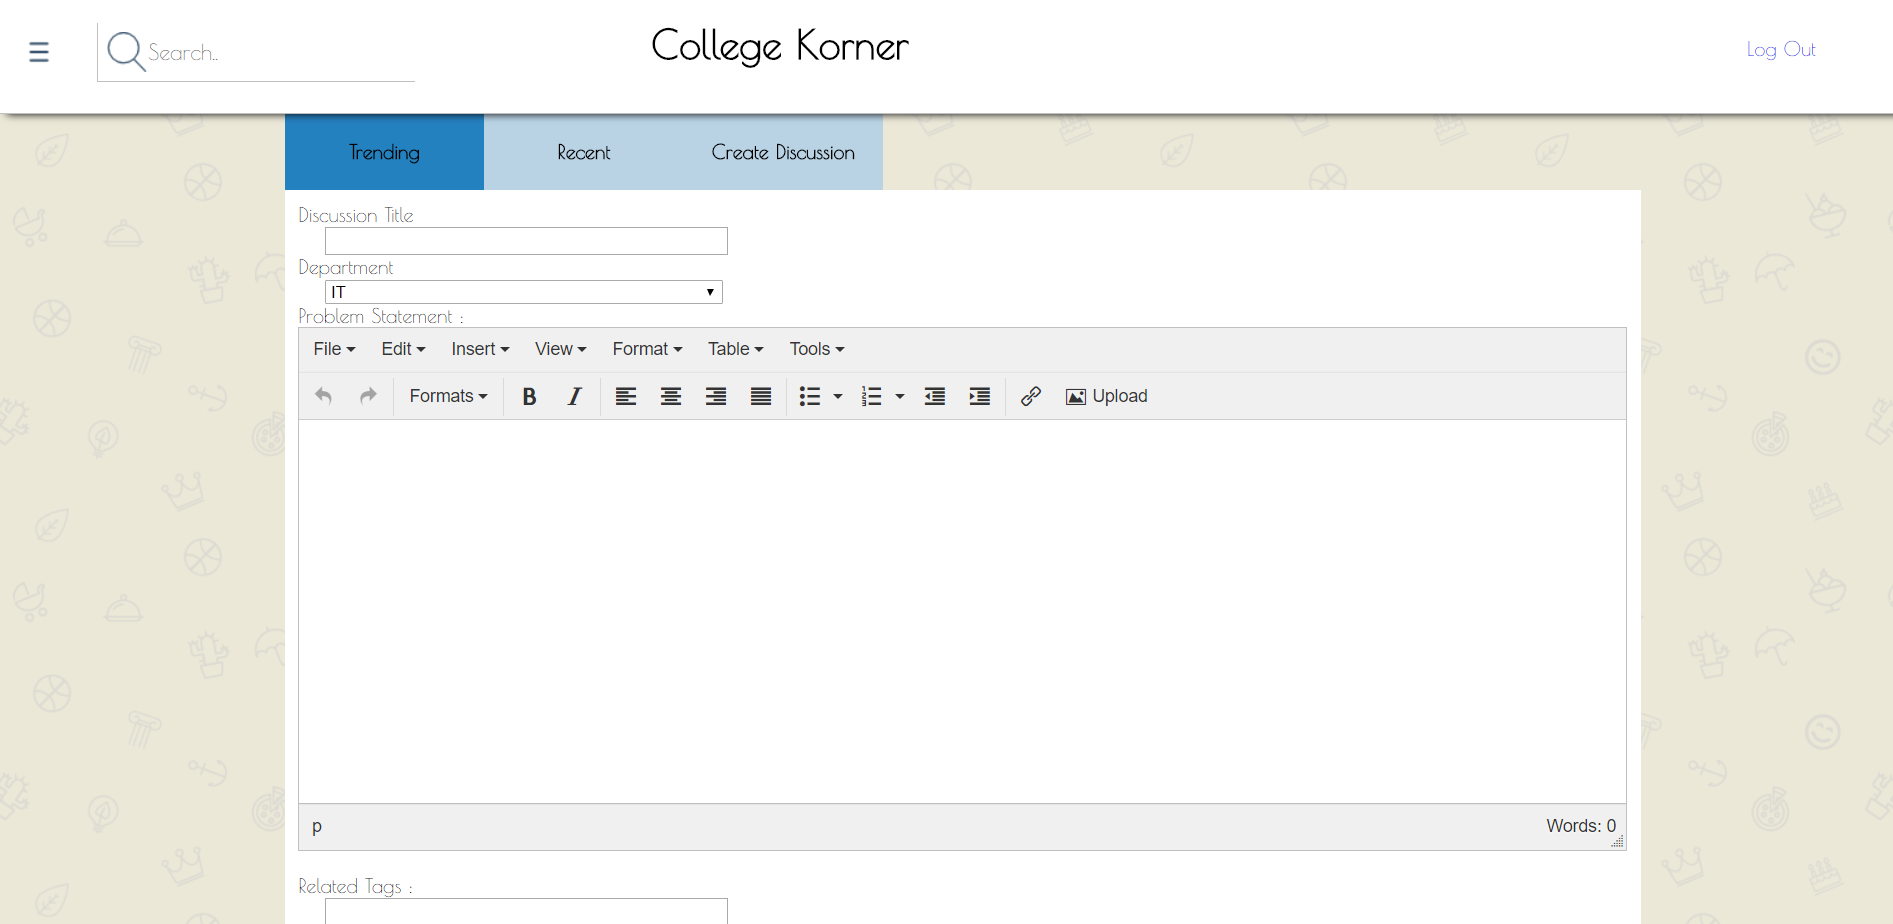 Search..
College Korner
Log Out
Trending
Recent
Create Discussion
Discussion Title
Department
IT
Problem Statement :
File Edit Insert View Format Table Tools
Formats B I Upload
p
Words: 0
Related Tags :